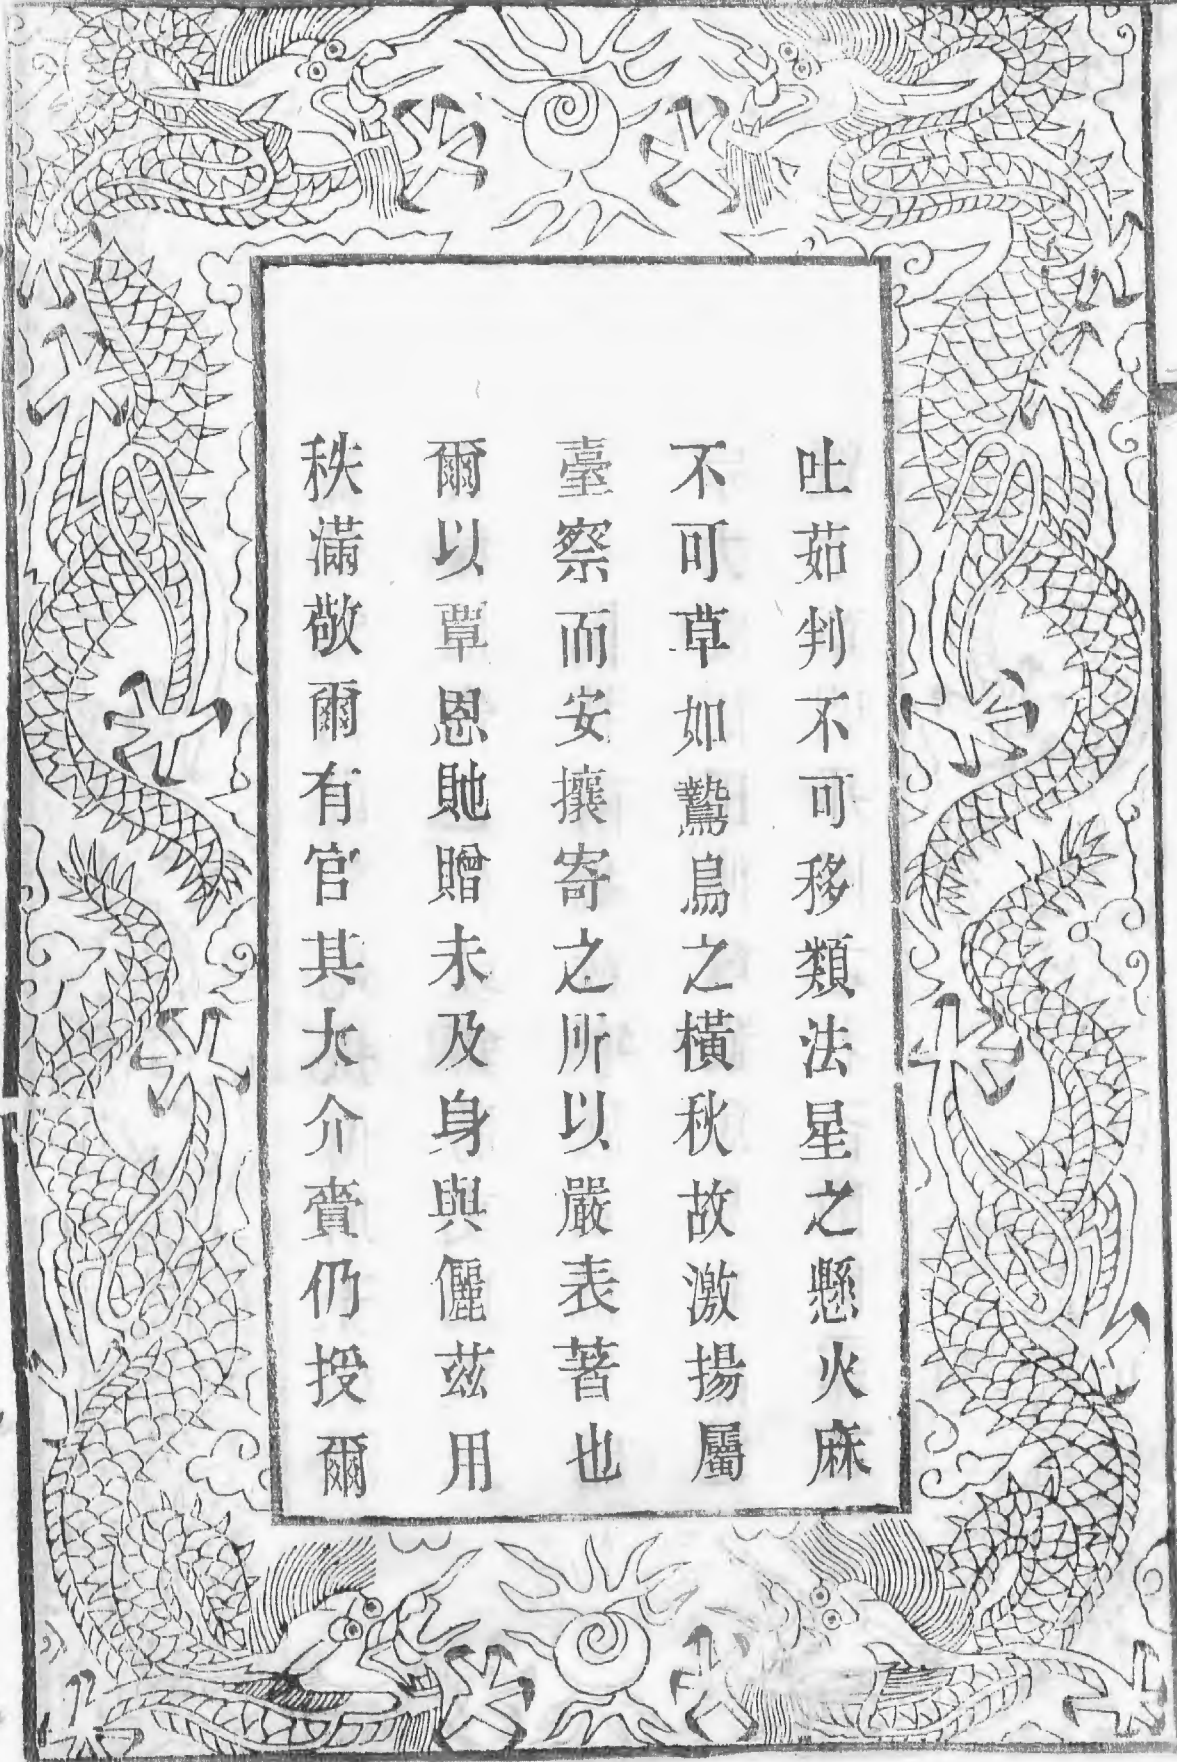 吐茹判不可移類法星之懸火麻
不可草如鷙鳥之橫秋故激揚屬
臺察而安攘寄之所以嚴表著也
爾以覃恩貤贈未及身與儷茲用
秩滿敬爾有官其大介賚仍授爾